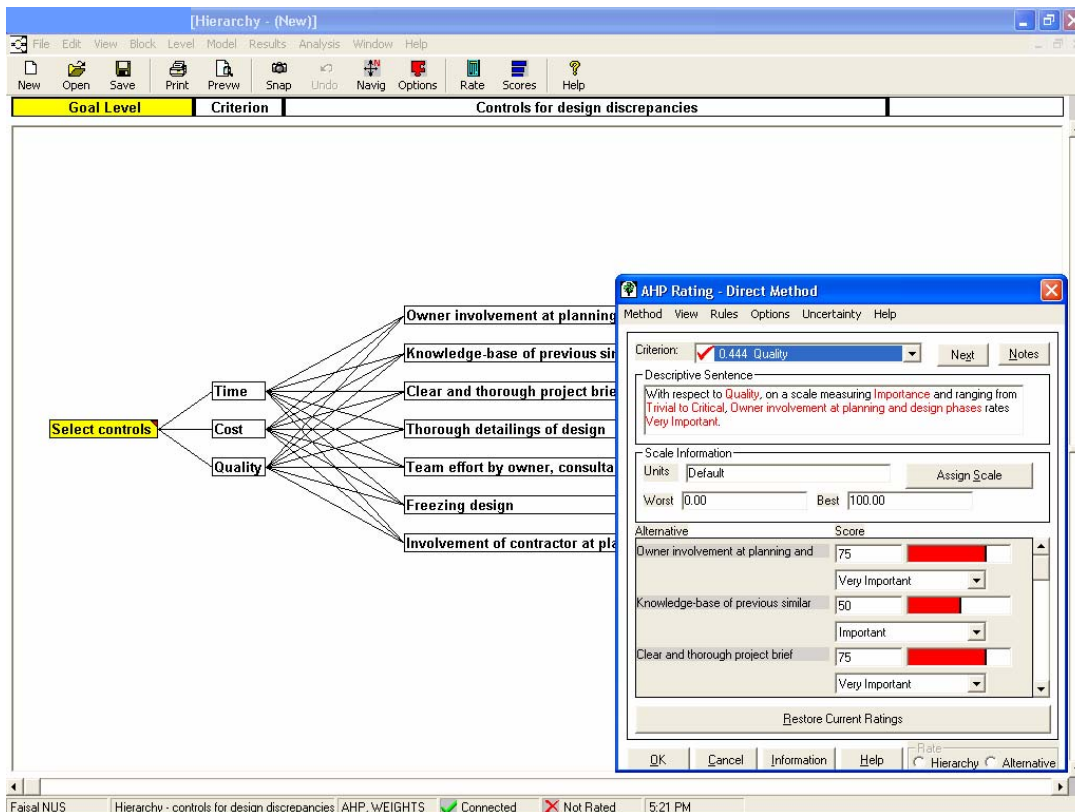 [Hierarchy - (New)]
File Edit View Block Level Model Results Analysis Window Help
New Open Save Print Prevw Snap Undo Navig Options Rate Scores Help
Goal Level Criterion Controls for design discrepancies
Owner involvement at planning
Knowledge-base of previous sir
Clear and thorough project brie
Time
Select controls Cost Thorough detailings of design
Quality Team effort by owner, consulta
Freezing design
Involvement of contractor at pla
AHP Rating - Direct Method
Method View Rules Options Uncertainty Help
Criterion: 0.444 Quality Next Notes
Descriptive Sentence
With respect to Quality, on a scale measuring Importance and ranging from
Trivial to Critical, Owner involvement at planning and design phases rates
Very Important.
Scale Information
Units Default Assign Scale
Worst 0.00 Best 100.00
Alternative Score
Owner involvement at planning and 75
Very Important
Knowledge-base of previous similar 50
Important
Clear and thorough project brief 75
Very Important
Restore Current Ratings
OK Cancel Information Help Rate Hierarchy Alternative
Faisal NUS Hierarchy - controls for design discrepancies AHP, WEIGHTS Connected Not Rated 5:21 PM